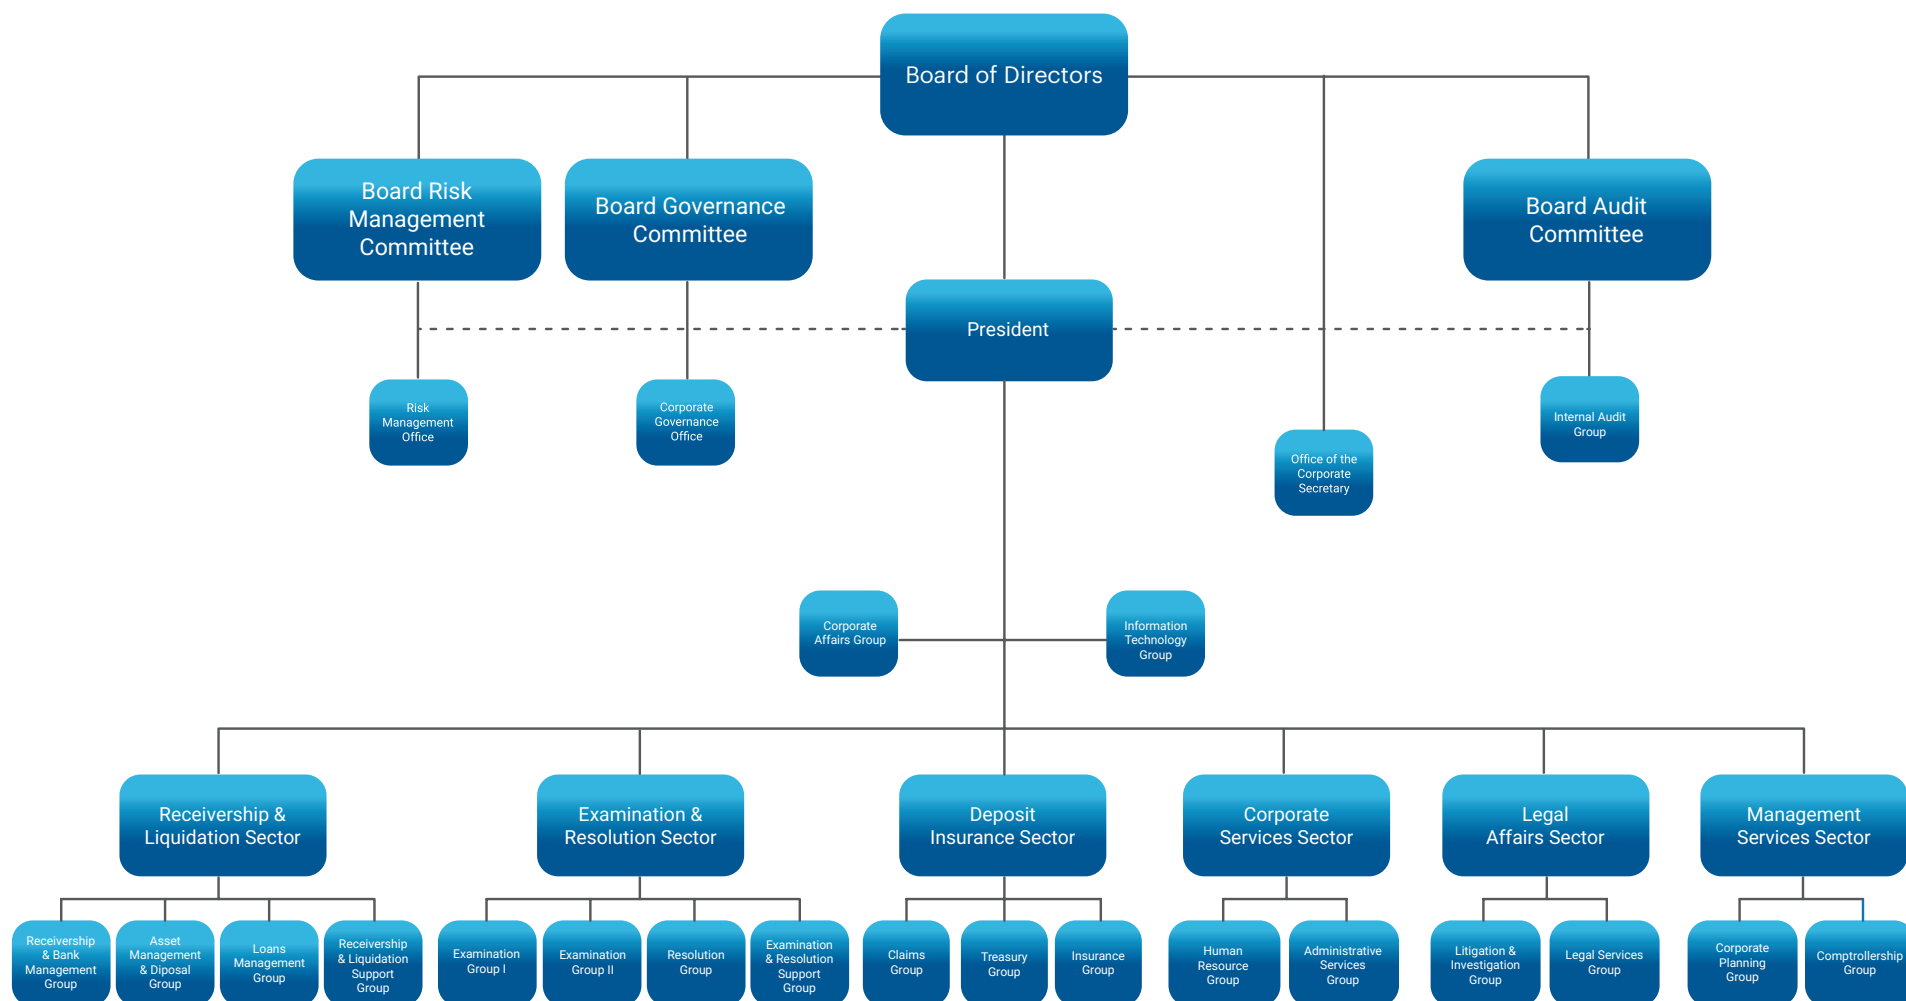 Board of Directors
Board Risk
Management
Committee
Board Governance
Committee
Board Audit
Committee
President
Risk
Management
Office
Corporate
Governance
Office
Internal Audit
Group
Office of the
Corporate
Secretary
Corporate
Affairs Group
Information
Technology
Group
Receivership &
Liquidation Sector
Examination &
Resolution Sector
Deposit
Insurance Sector
Corporate
Services Sector
Legal
Affairs Sector
Management
Services Sector
Receivership
& Bank
Management
Group
Asset
Management
& Diposal
Group
Loans
Management
Group
Receivership
& Liquidation
Support
Group
Examination
Group I
Examination
Group II
Resolution
Group
Examination
& Resolution
Support
Group
Claims
Group
Treasury
Group
Insurance
Group
Human
Resource
Group
Administrative
Services
Group
Litigation &
Investigation
Group
Legal Services
Group
Corporate
Planning
Group
Comptrollership
Group